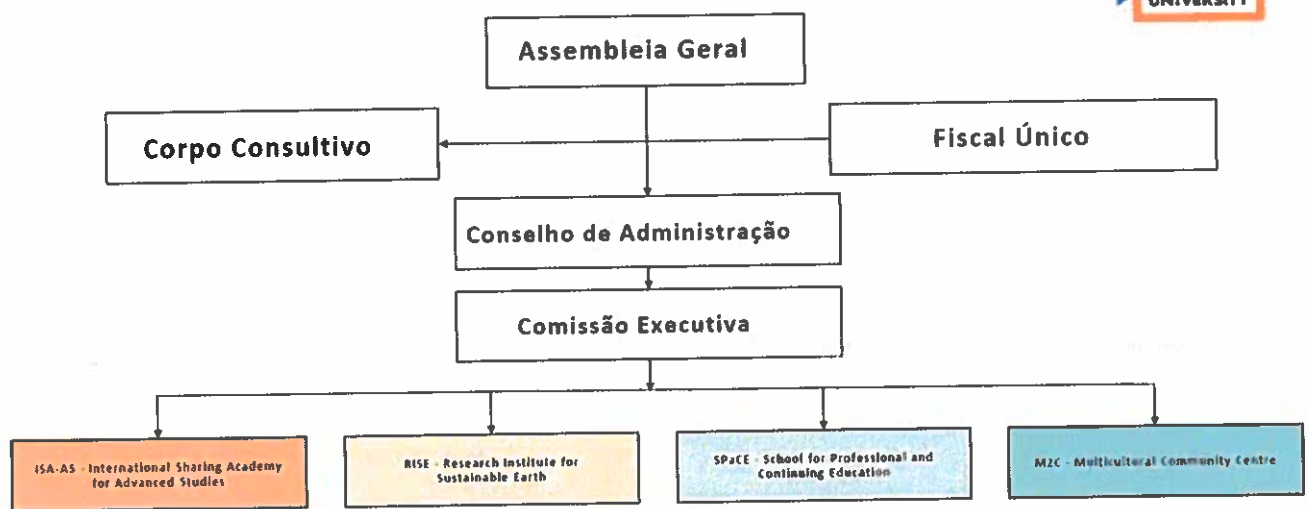 UNIVERSITY
Assembleia Geral
Corpo Consultivo
Fiscal Único
Conselho de Administração
Comissão Executiva
ISA-AS - International Sharing Academy
for Advanced Studies
RISE - Research Institute for
Sustainable Earth
SPaCE - School for Professional and
Continuing Education
M2C - Multicultural Community Centre